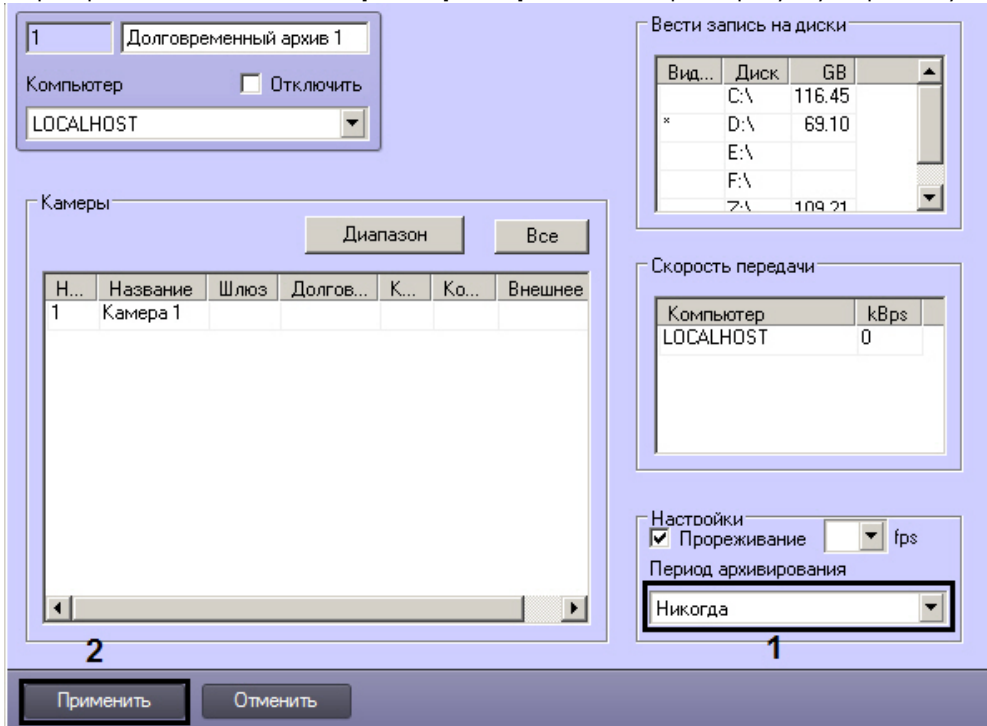 1 Долговременный архив 1
Компьютер Отключить
LOCALHOST
Вести запись на диски
Вид... Диск GB
C:\ 116.45
* D:\ 69.10
E:\
F:\
Z:\ 109.21
Камеры
Диапазон Все
Н... Название Шлюз Долгов... К... Ко... Внешнее
1 Камера 1
Скорость передачи
Компьютер kBps
LOCALHOST 0
Настройки
Прореживание fps
Период архивирования
Никогда
1
2
Применить Отменить